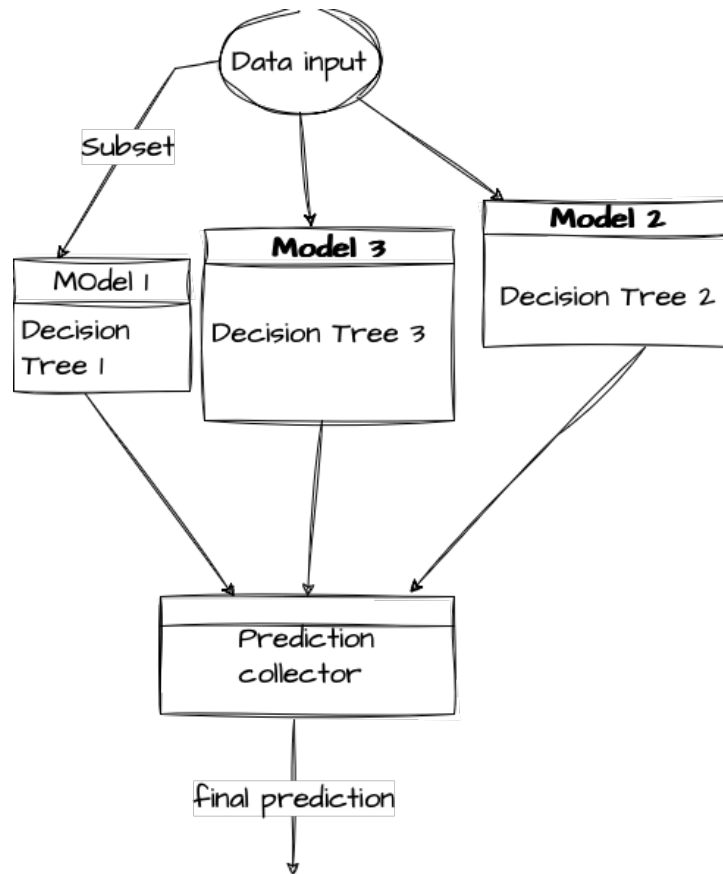 Data input
Subset
Model 2
Model 3
MOdel 1
Decision Tree 2
Decision
Tree 1
Decision Tree 3
Prediction
collector
final prediction